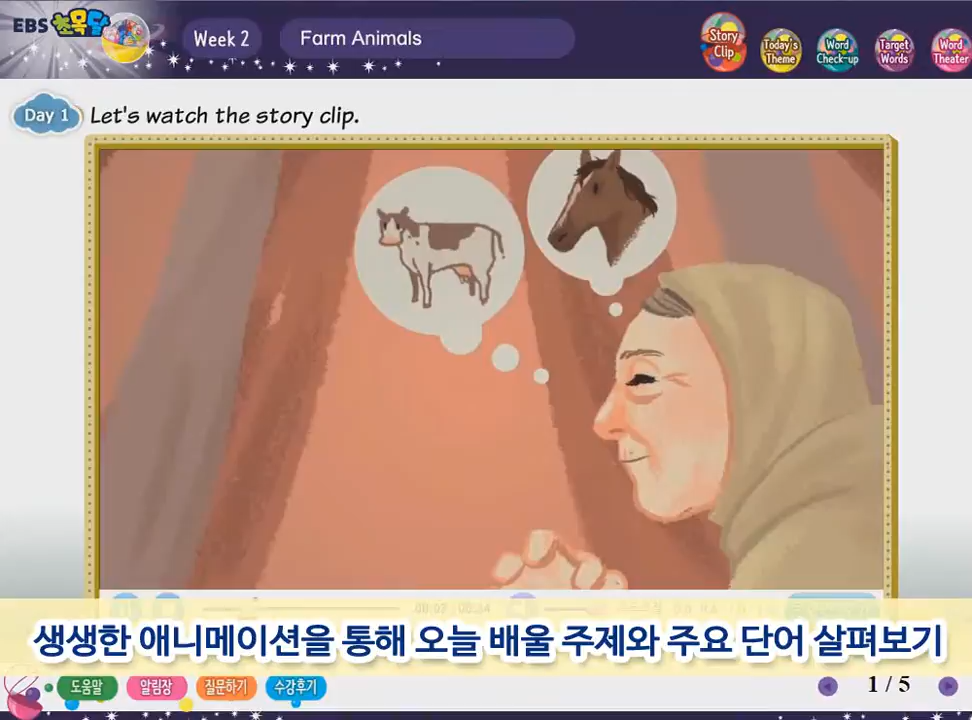 EBS 초목달
Week 2
Farm Animals
Story Clip
Today's Theme
Word Check-up
Target Words
Word Theater
Day 1
Let's watch the story clip.
생생한 애니메이션을 통해 오늘 배울 주제와 주요 단어 살펴보기
도움말
알림장
질문하기
수강후기
1 / 5